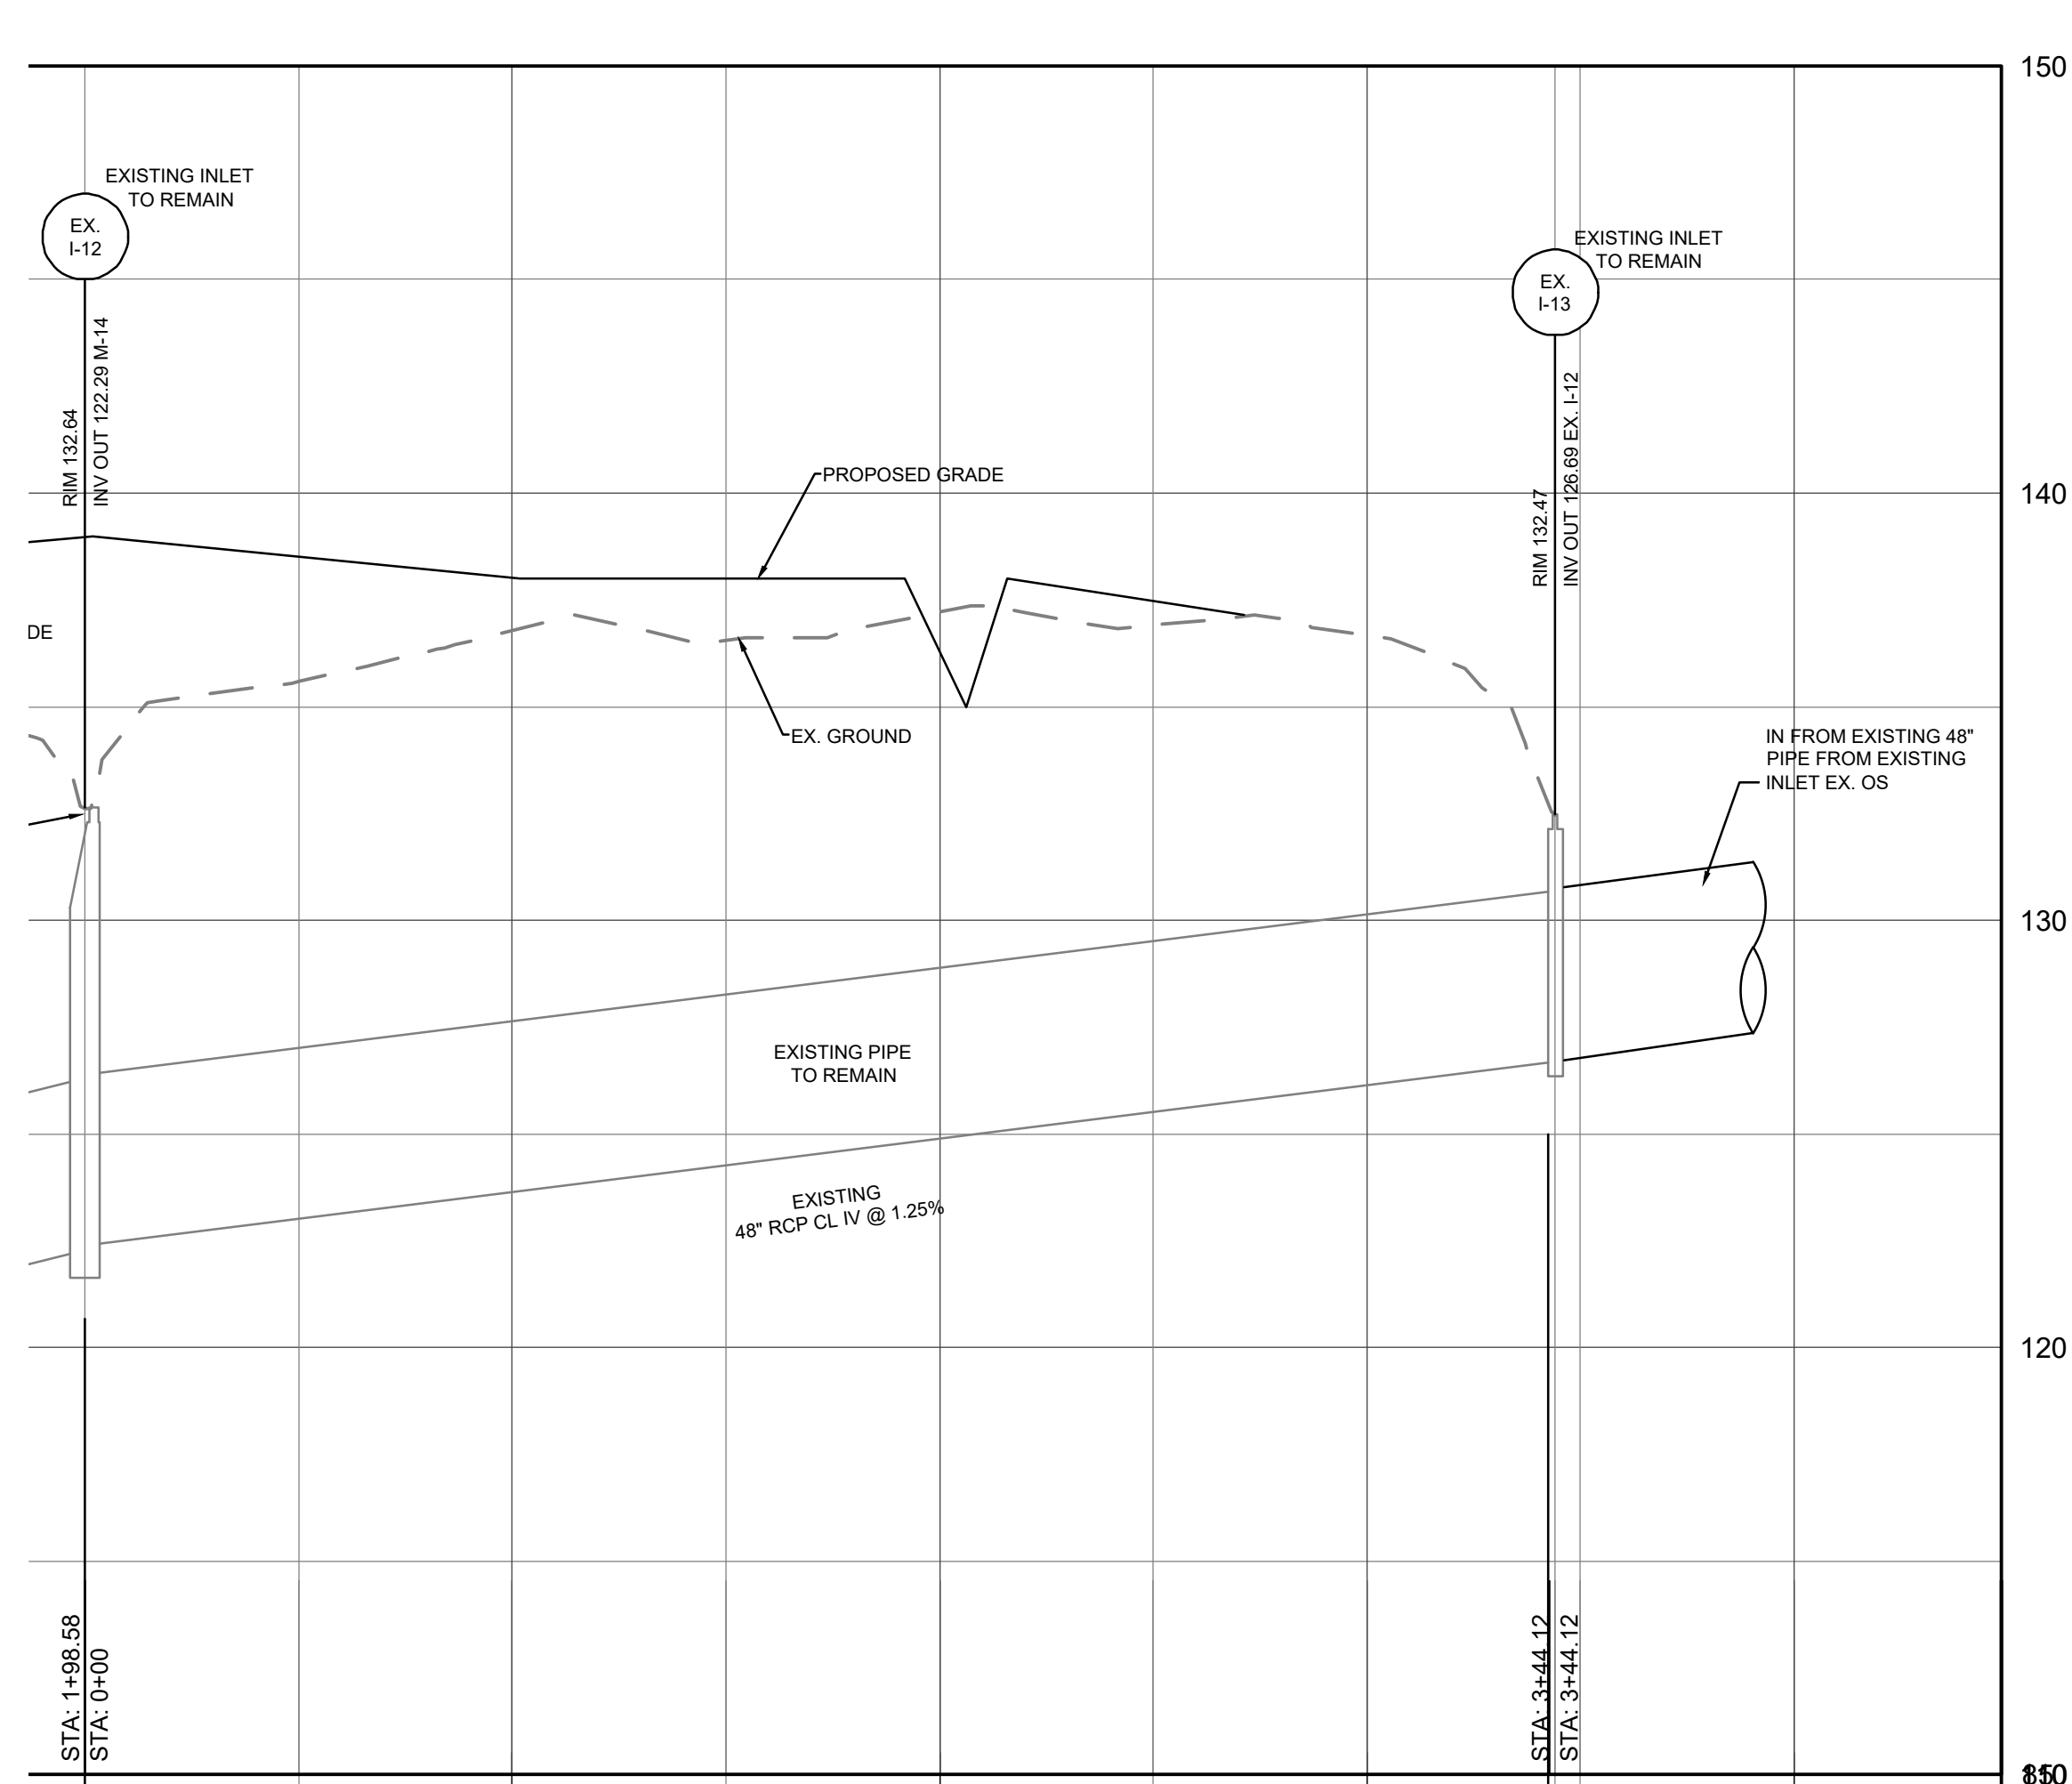 150
EXISTING INLET
TO REMAIN
EX.
I-12
EXISTING INLET
TO REMAIN
EX.
I-13
RIM 132.64
INV OUT 122.29 M-14
RIM 132.47
INV OUT 126.69 EX. I-12
PROPOSED GRADE
140
DE
EX. GROUND
IN FROM EXISTING 48"
PIPE FROM EXISTING
INLET EX. OS
130
EXISTING PIPE
TO REMAIN
EXISTING
48" RCP CL IV @ 1.25%
120
STA: 1+98.58
STA: 0+00
STA: 3+44.12
STA: 3+44.12